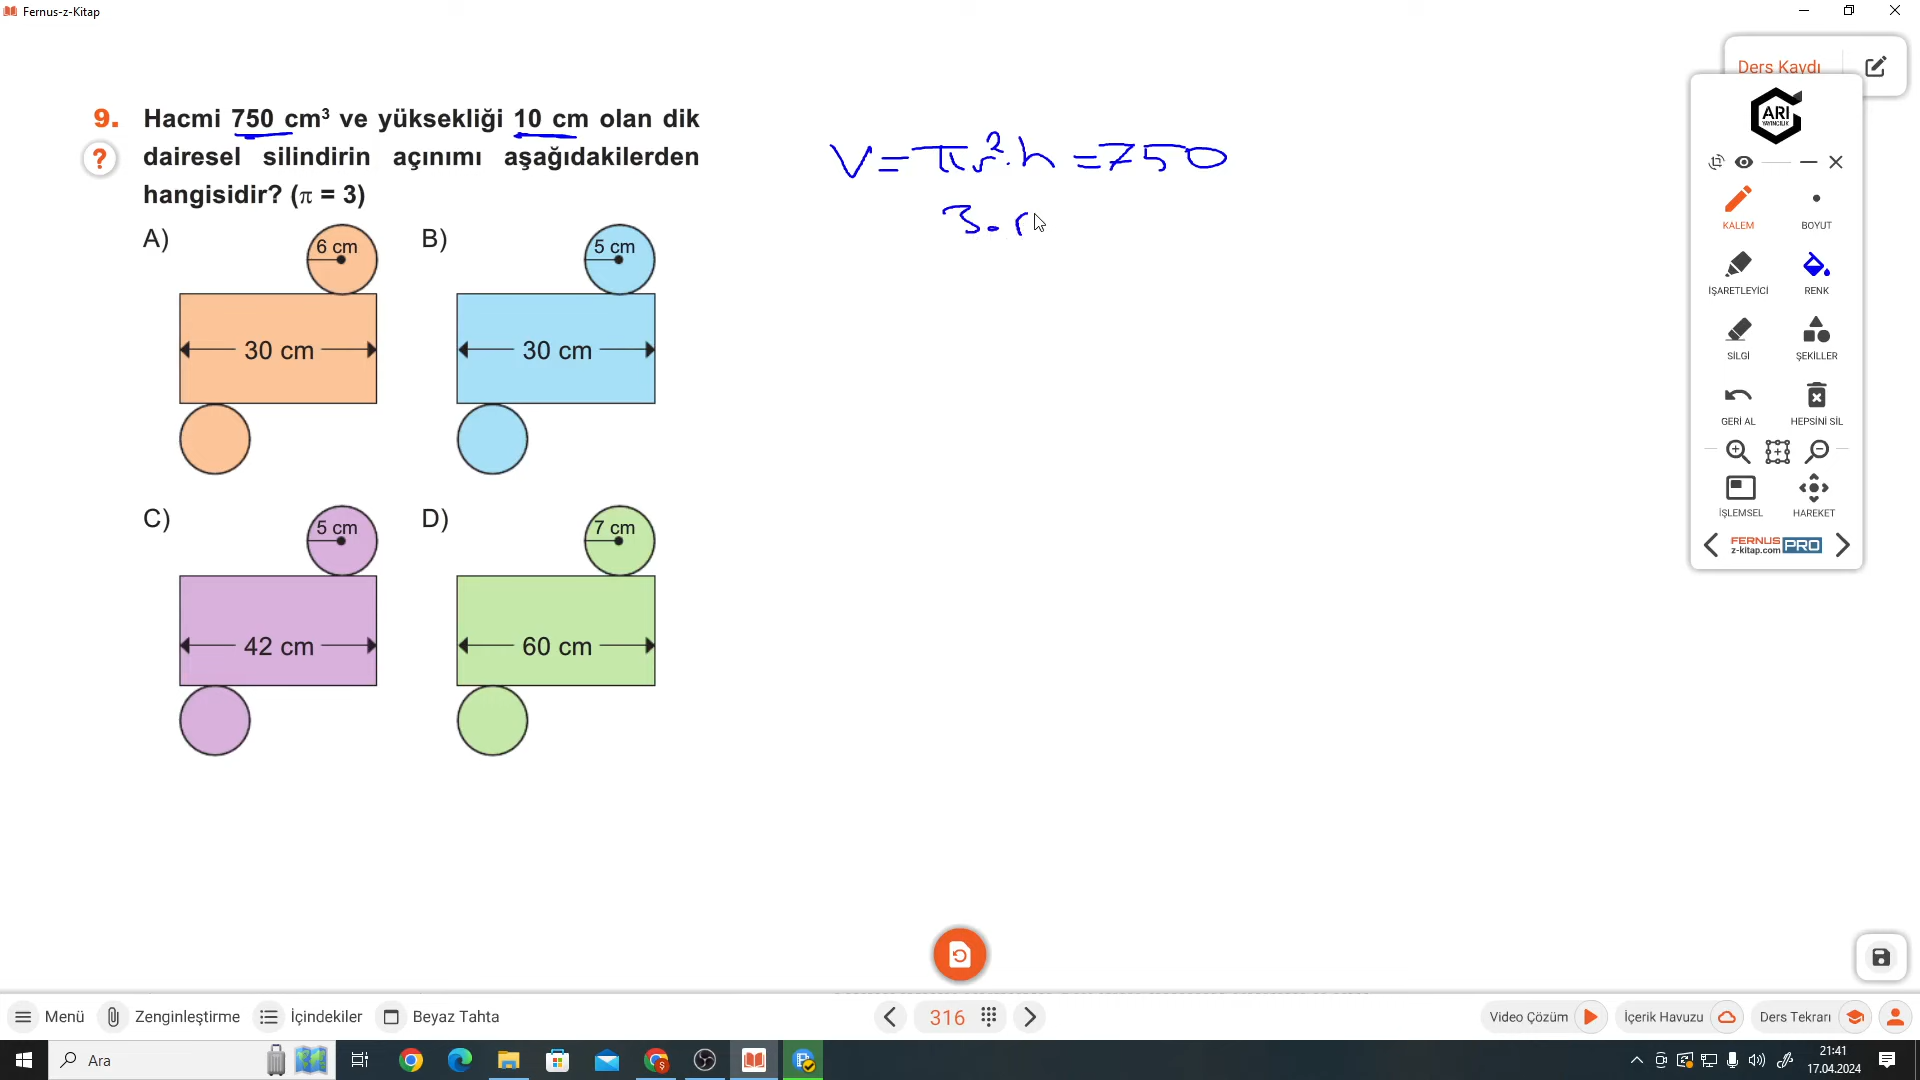 Fernus-z-Kitap
Ders Kaydı
9. Hacmi 750 cm³ ve yüksekliği 10 cm olan dik
? dairesel silindirin açınımı aşağıdakilerden
hangisidir? (π = 3)
A)
6 cm
30 cm
B)
5 cm
30 cm
C)
5 cm
42 cm
D)
7 cm
60 cm
V = πr².h = 750
3. r
ARI
YAYINCILIK
KALEM
BOYUT
İŞARETLEYİCİ
RENK
SİLGİ
ŞEKİLLER
GERİ AL
HEPSİNİ SİL
İŞLEMSEL
HAREKET
FERNUS
z-kitap.com PRO
Menü
Zenginleştirme
İçindekiler
Beyaz Tahta
316
Video Çözüm
İçerik Havuzu
Ders Tekrarı
Ara
21:41
17.04.2024